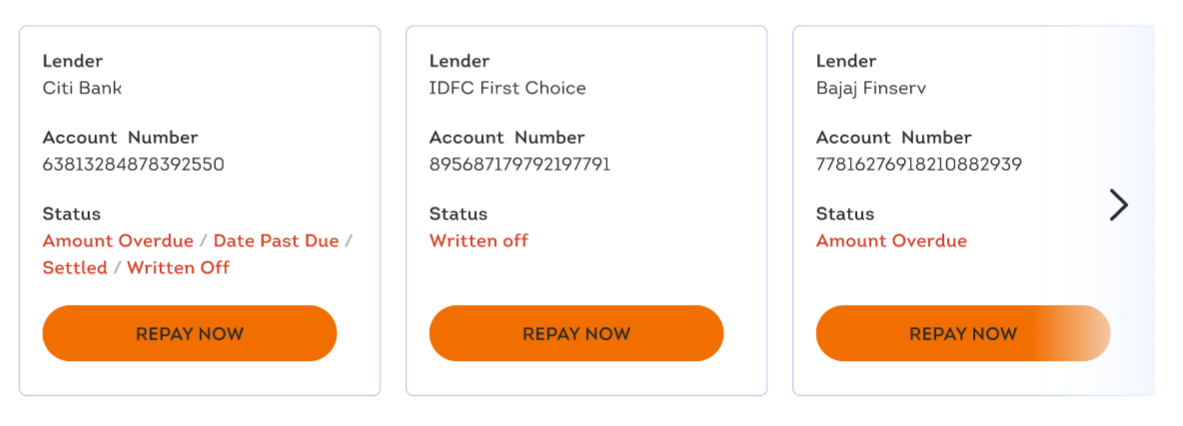 Lender
Citi Bank
Account Number
63813284878392550
Status
Amount Overdue / Date Past Due /
Settled / Written Off
REPAY NOW
Lender
IDFC First Choice
Account Number
895687179792197791
Status
Written off
REPAY NOW
Lender
Bajaj Finserv
Account Number
77816276918210882939
Status
Amount Overdue
REPAY NOW